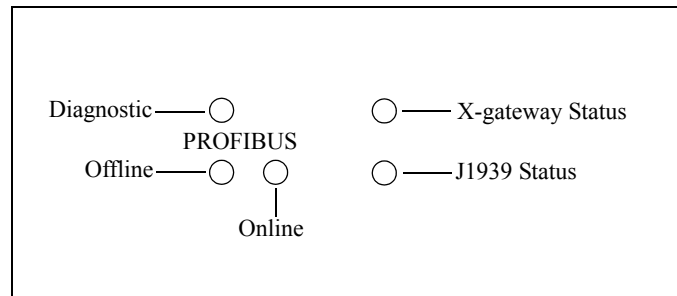 Diagnostic
X-gateway Status
PROFIBUS
Offline
J1939 Status
Online